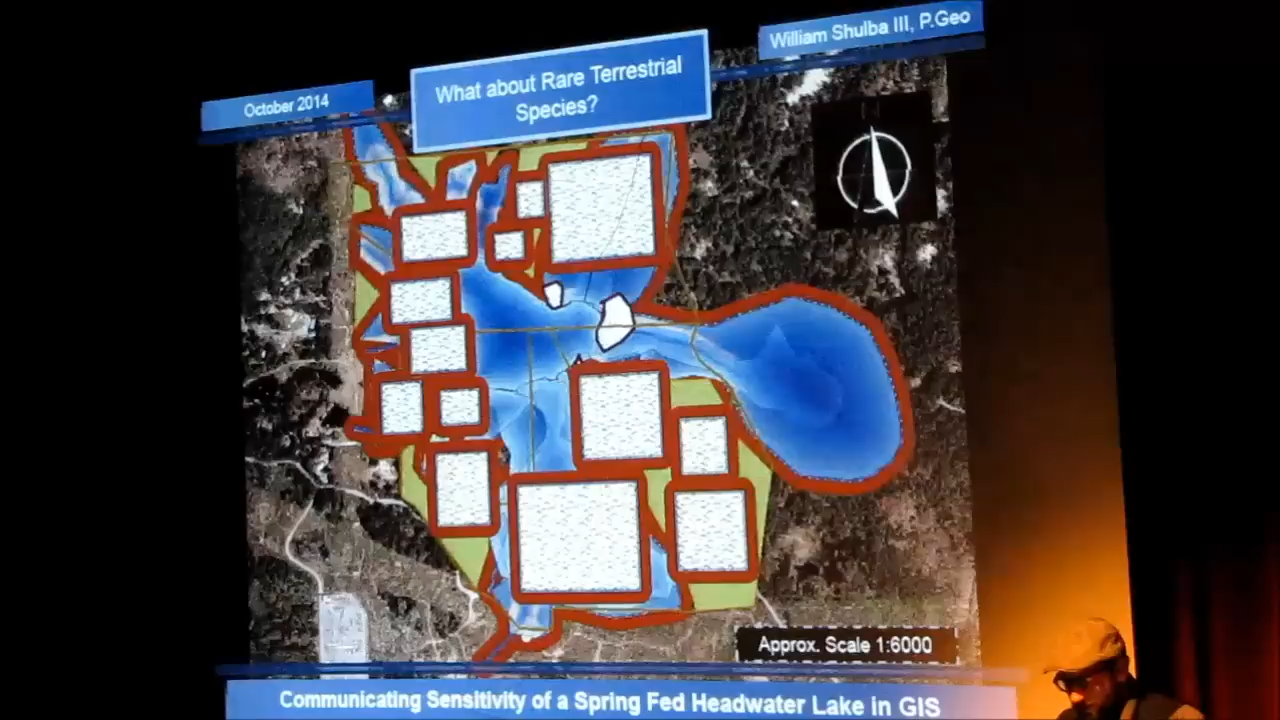 October 2014
What about Rare Terrestrial
Species?
William Shulba III, P.Geo
Approx. Scale 1:6000
Communicating Sensitivity of a Spring Fed Headwater Lake in GIS